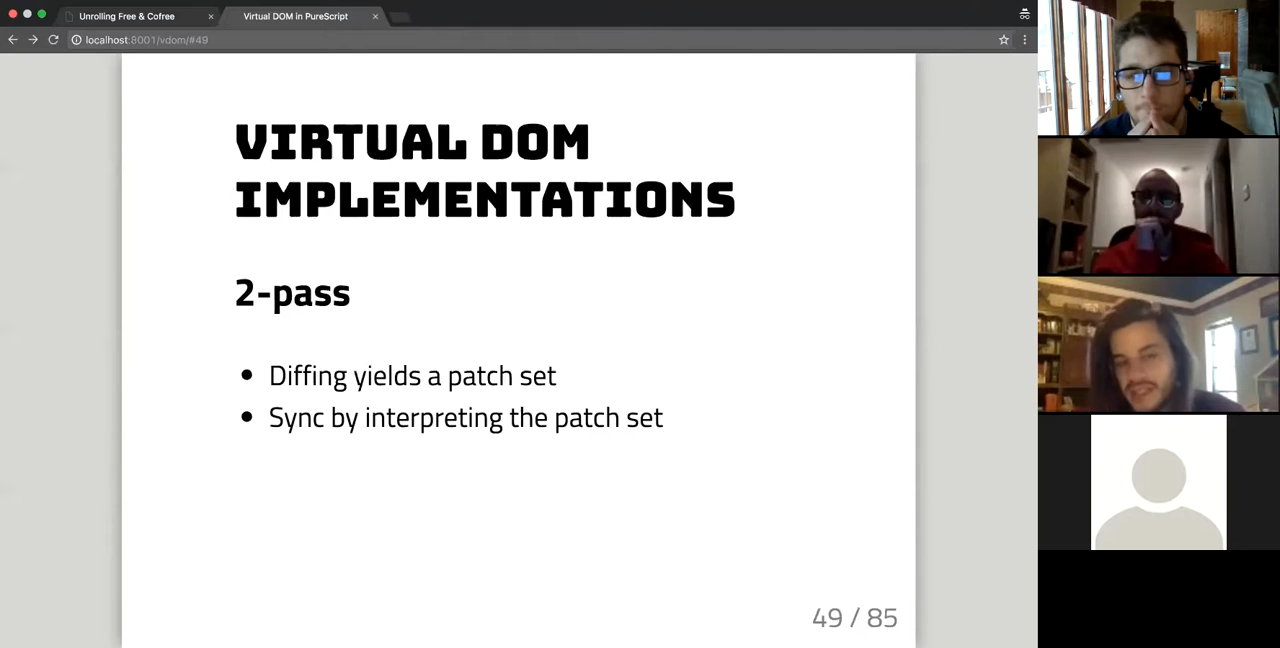 Unrolling Free & Cofree
Virtual DOM in PureScript
localhost:8001/vdom/#49
VIRTUAL DOM
IMPLEMENTATIONS
2-pass
• Diffing yields a patch set
• Sync by interpreting the patch set
49 / 85